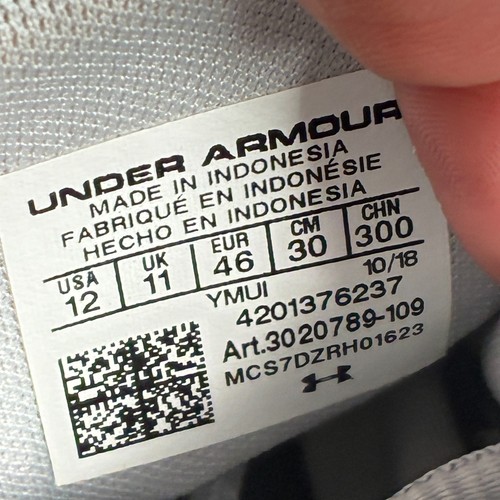 UNDER ARMOUR
MADE IN INDONESIA
FABRIQUÉ EN INDONÉSIE
HECHO EN INDONESIA
USA UK EUR CM CHN
12 11 46 30 300
YMUI 10/18
4201376237
Art.3020789-109
MCS7DZRH01623